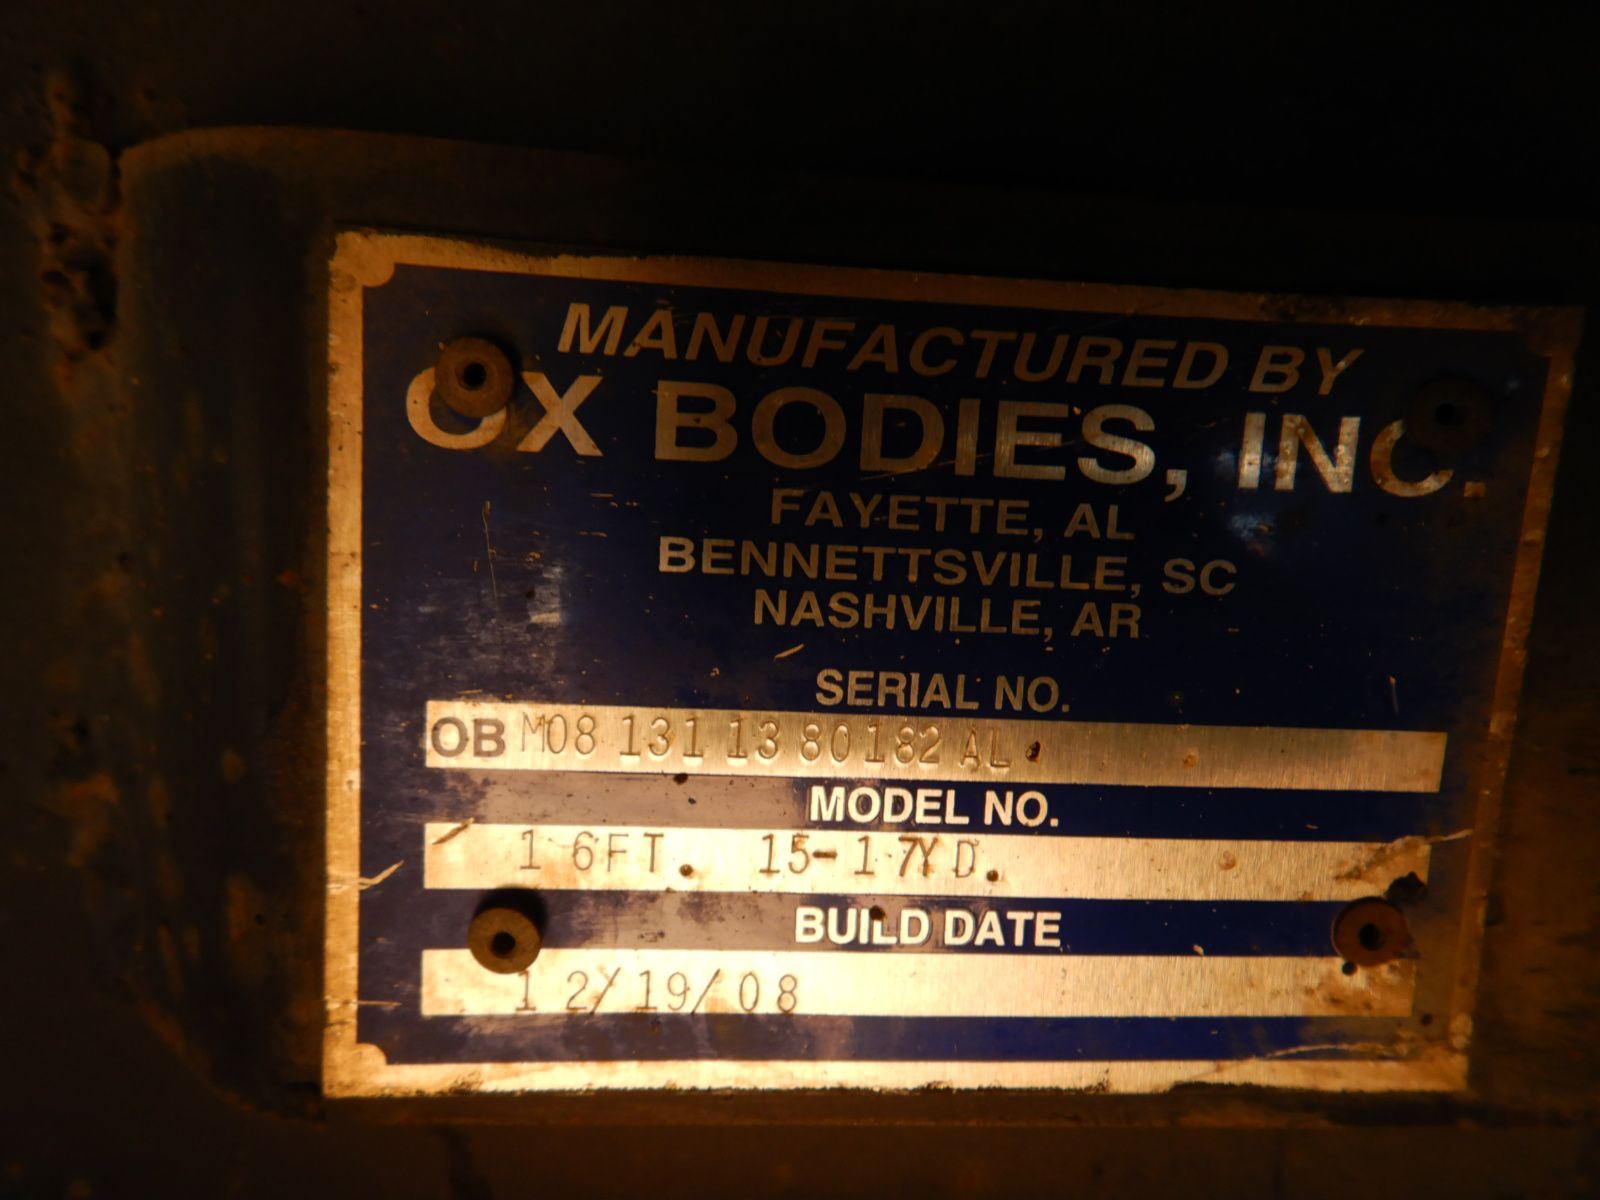 MANUFACTURED BY
OX BODIES, INC.
FAYETTE, AL
BENNETTSVILLE, SC
NASHVILLE, AR
SERIAL NO.
OB M08 131 13 80182 AL
MODEL NO.
16FT. 15-17YD.
BUILD DATE
12/19/08